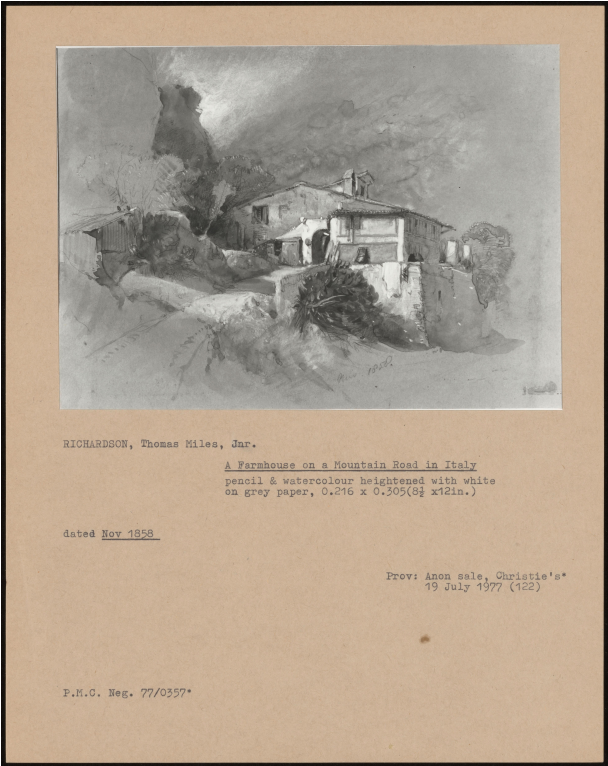 1858
RICHARDSON, Thomas Miles, Jnr.
A Farmhouse on a Mountain Road in Italy
pencil & watercolour heightened with white
on grey paper, 0.216 x 0.305(8½ x12in.)
dated Nov 1858
Prov: Anon sale, Christie's*
19 July 1977 (122)
P.M.C. Neg. 77/0357*